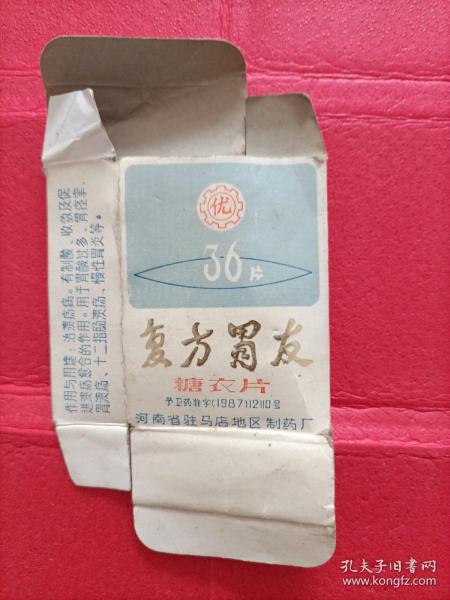 优
36片
复方胃友
糖衣片
予卫药准字(1987)12110号
河南省驻马店地区制药厂
作用与用途：治溃疡病。有制酸、收敛及促
进溃疡愈合的作用。用于胃酸过多、胃痉挛、
胃溃疡、十二指肠溃疡、慢性胃炎等。
孔夫子旧书网
www.kongfz.com